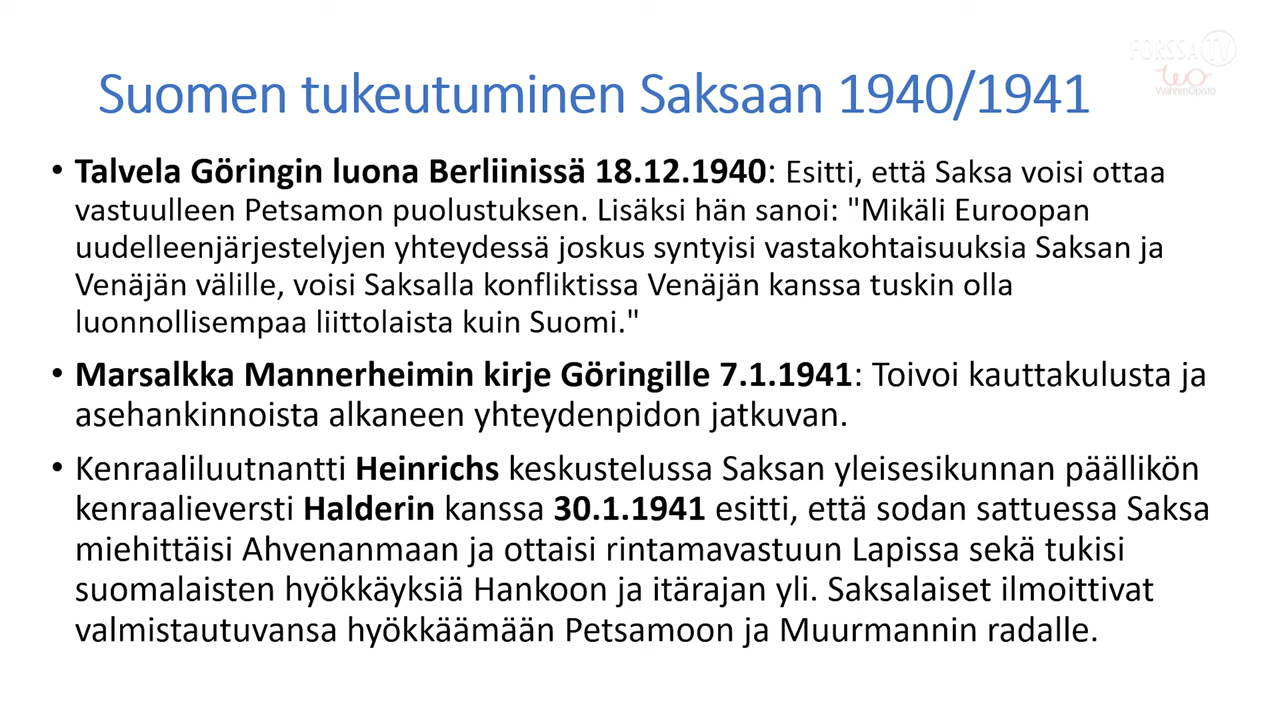 FORSSA TV
WahrenOpisto
Suomen tukeutuminen Saksaan 1940/1941
• Talvela Göringin luona Berliinissä 18.12.1940: Esitti, että Saksa voisi ottaa
vastuulleen Petsamon puolustuksen. Lisäksi hän sanoi: "Mikäli Euroopan
uudelleenjärjestelyjen yhteydessä joskus syntyisi vastakohtaisuuksia Saksan ja
Venäjän välille, voisi Saksalla konfliktissa Venäjän kanssa tuskin olla
luonnollisempaa liittolaista kuin Suomi."
• Marsalkka Mannerheimin kirje Göringille 7.1.1941: Toivoi kauttakulusta ja
asehankinnoista alkaneen yhteydenpidon jatkuvan.
• Kenraaliluutnantti Heinrichs keskustelussa Saksan yleisesikunnan päällikön
kenraalieversti Halderin kanssa 30.1.1941 esitti, että sodan sattuessa Saksa
miehittäisi Ahvenanmaan ja ottaisi rintamavastuun Lapissa sekä tukisi
suomalaisten hyökkäyksiä Hankoon ja itärajan yli. Saksalaiset ilmoittivat
valmistautuvansa hyökkäämään Petsamoon ja Muurmannin radalle.